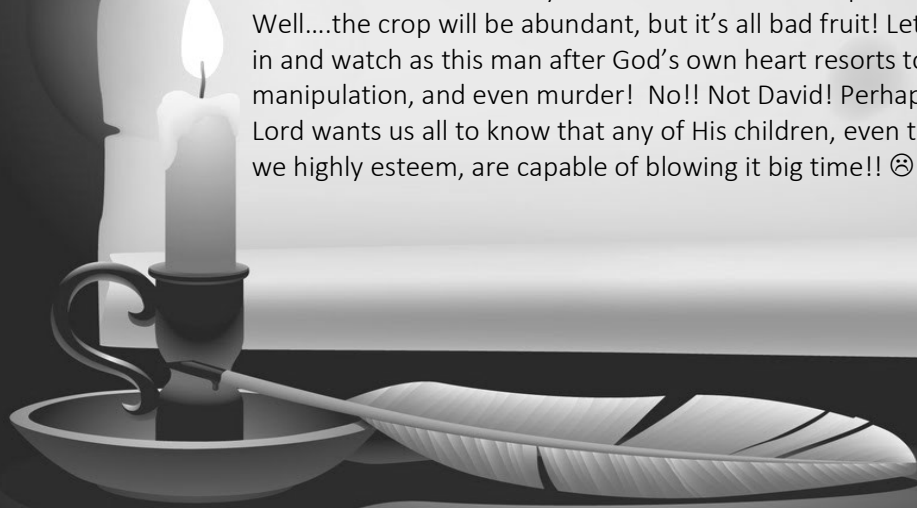 Well....the crop will be abundant, but it’s all bad fruit! Let
in and watch as this man after God’s own heart resorts to
manipulation, and even murder!  No!! Not David! Perhap
Lord wants us all to know that any of His children, even t
we highly esteem, are capable of blowing it big time!! ☹